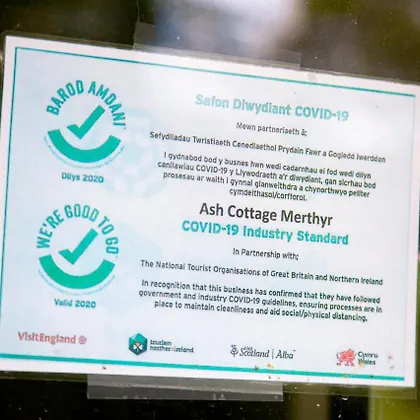 BAROD AMDANI
Dilys 2020
Safon Diwydiant COVID-19
Mewn partneriaeth â;
Sefydliadau Twristiaeth Cenedlaethol Prydain Fawr a Gogledd Iwerddon
I gydnabod bod y busnes hwn wedi cadarnhau ei fod wedi dilyn
canllawiau COVID-19 y Llywodraeth a'r diwydiant, gan sicrhau bod
prosesau ar waith i gynnal glanweithdra a chynorthwyo pellter
cymdeithasol/corfforol.
WE'RE GOOD TO GO
Valid 2020
Ash Cottage Merthyr
COVID-19 Industry Standard
In Partnership with;
The National Tourist Organisations of Great Britain and Northern Ireland
In recognition that this business has confirmed that they have followed
government and industry COVID-19 guidelines, ensuring processes are in
place to maintain cleanliness and aid social/physical distancing.
VisitEngland
tourism
northernireland
Visit
Scotland | Alba
Cymru
Wales